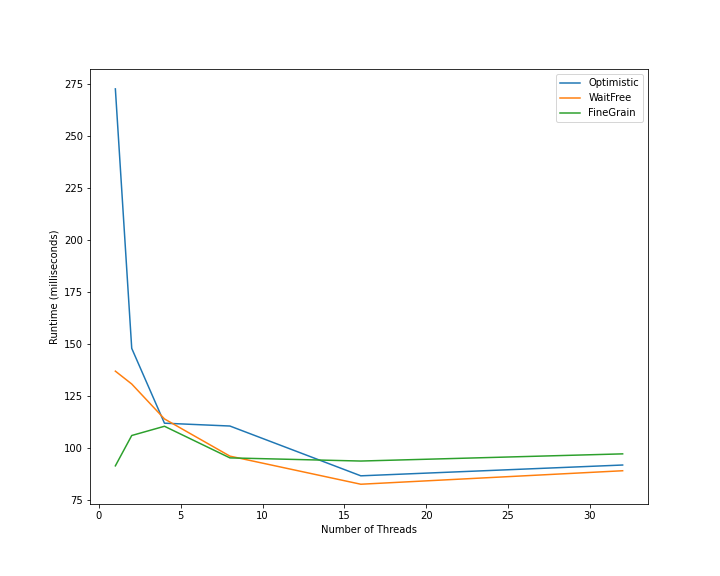 Optimistic
WaitFree
FineGrain
275
250
225
200
175
150
125
100
75
Runtime (milliseconds)
0 5 10 15 20 25 30
Number of Threads